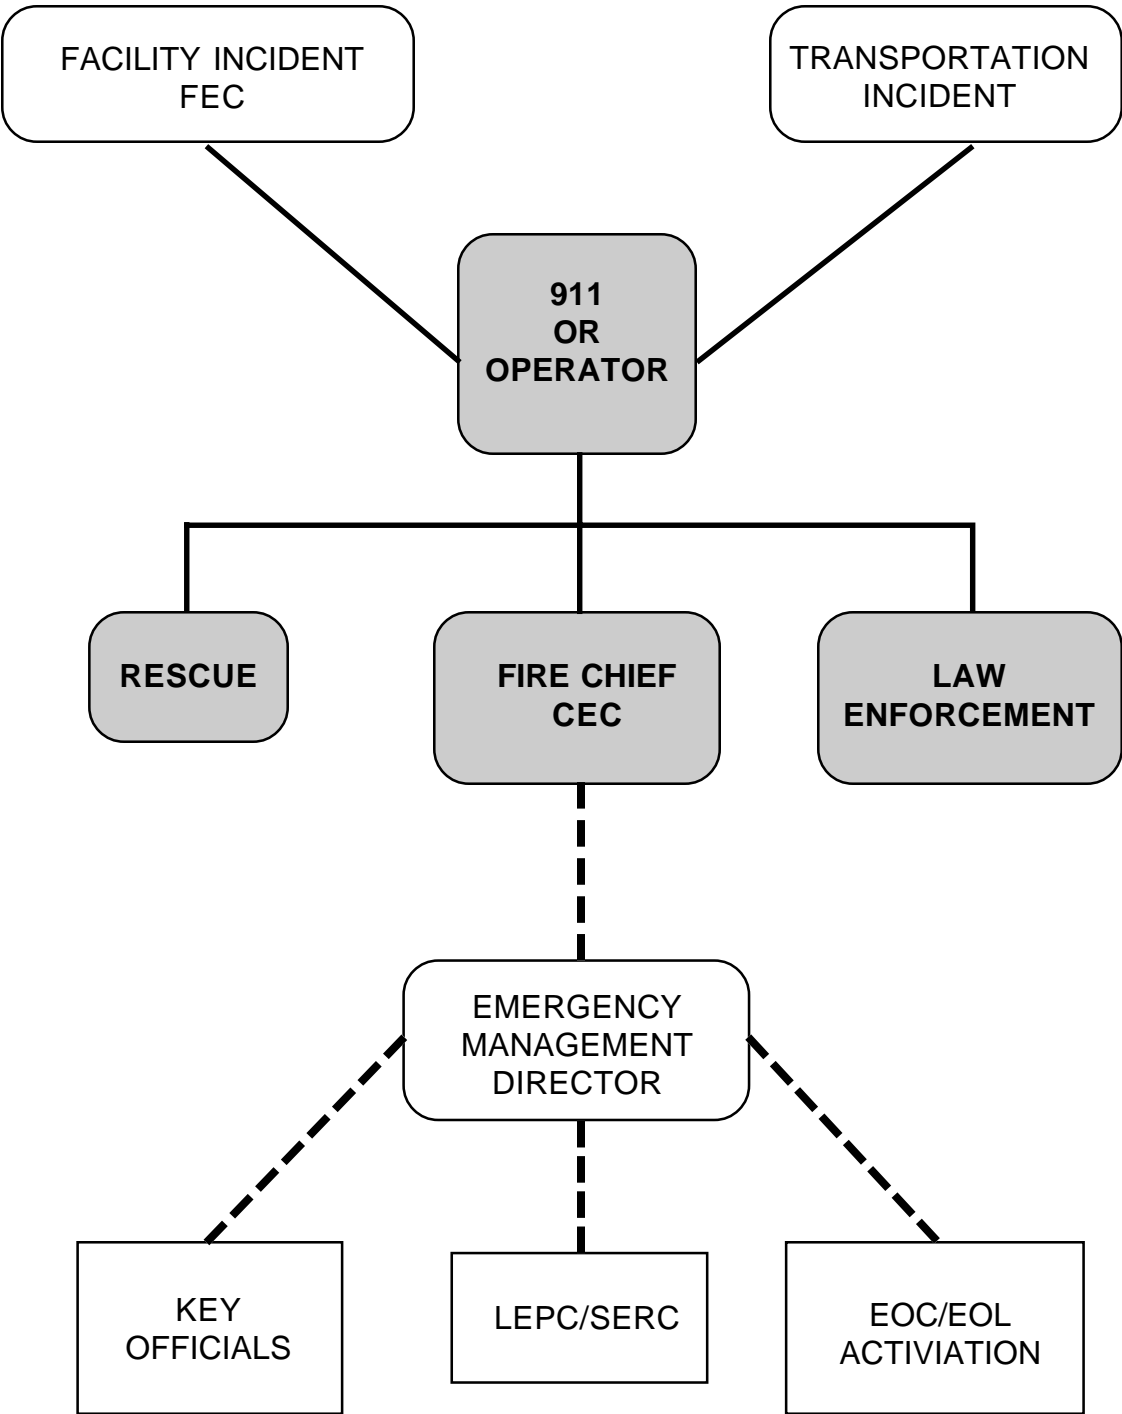 FACILITY INCIDENT
FEC
TRANSPORTATION
INCIDENT
911
OR
OPERATOR
RESCUE
FIRE CHIEF
CEC
LAW
ENFORCEMENT
EMERGENCY
MANAGEMENT
DIRECTOR
KEY
OFFICIALS
LEPC/SERC
EOC/EOL
ACTIVIATION